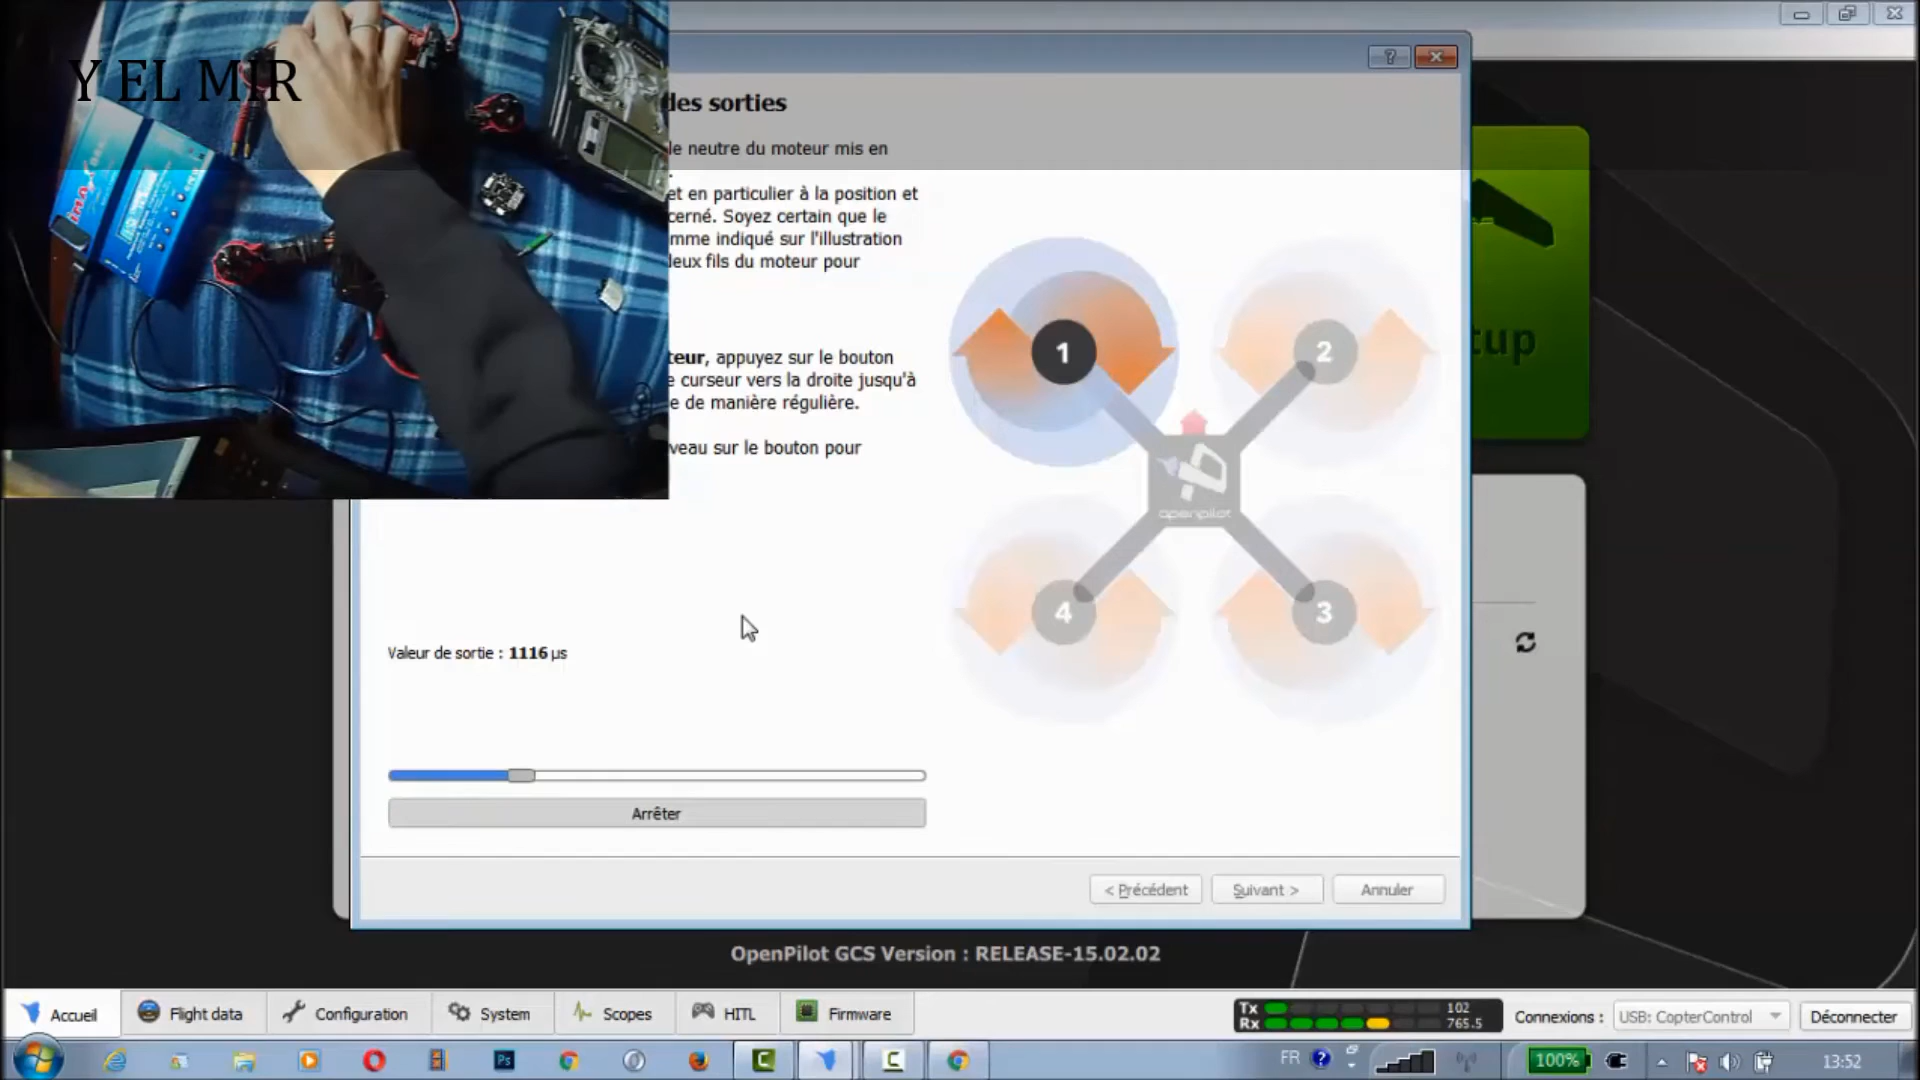 Y EL MIR
des sorties
le neutre du moteur mis en
et en particulier à la position et
cerné. Soyez certain que le
mme indiqué sur l'illustration
leux fils du moteur pour
teur, appuyez sur le bouton
e curseur vers la droite jusqu'à
e de manière régulière.
veau sur le bouton pour
1
2
4
3
openpilot
tup
Valeur de sortie : 1116 µs
Arrêter
< Précédent
Suivant >
Annuler
OpenPilot GCS Version : RELEASE-15.02.02
Accueil
Flight data
Configuration
System
Scopes
HITL
Firmware
Tx 102
Rx 765.5
Connexions :
USB: CopterControl
Déconnecter
Ps
FR
100%
13:52